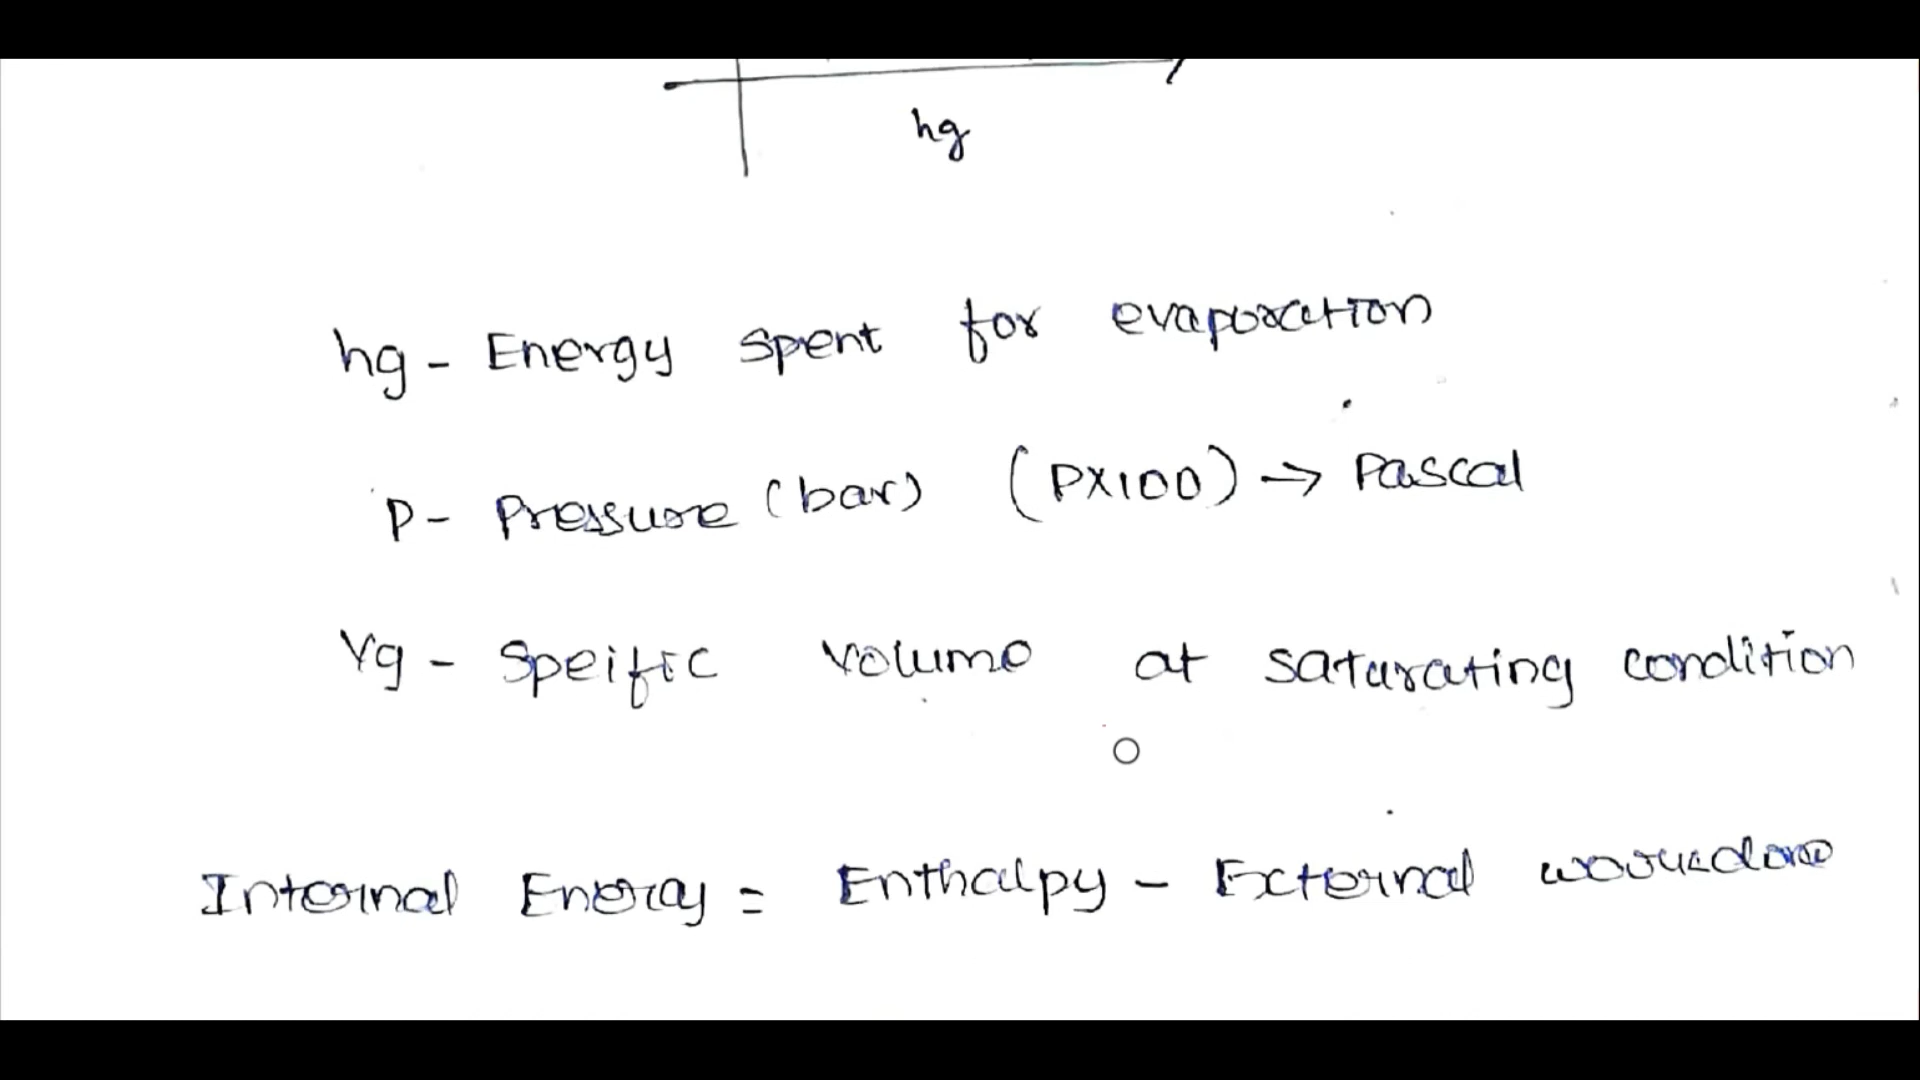 hg
hg - Energy spent for evaporation
P - Pressure (bar) (PX100) → Pascal
Vg - Speific volume at saturating condition
Internal Energy = Enthalpy - External workdone